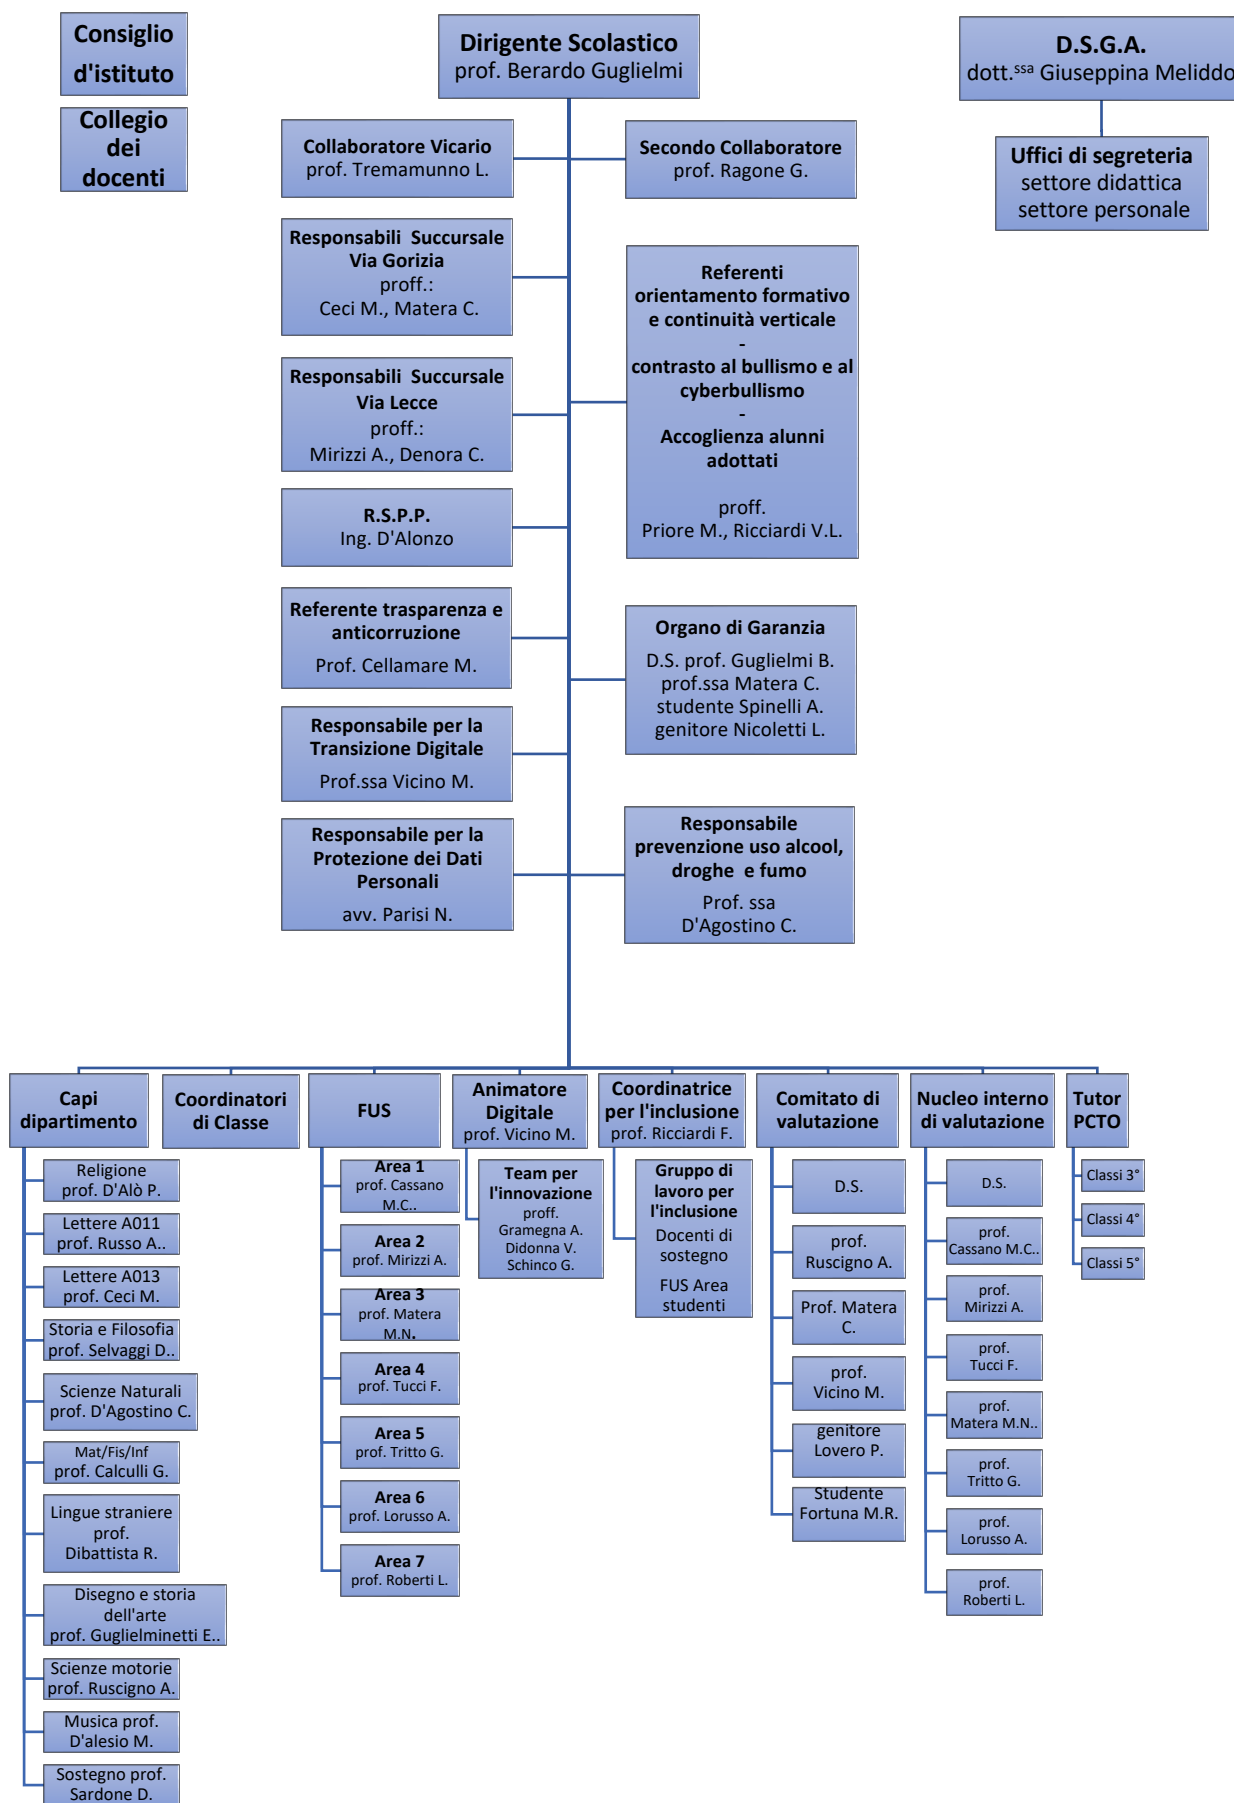 Consiglio
d'istituto
Collegio
dei
docenti
Dirigente Scolastico
prof. Berardo Guglielmi
D.S.G.A.
dott.ssa Giuseppina Meliddo
Uffici di segreteria
settore didattica
settore personale
Collaboratore Vicario
prof. Tremamunno L.
Secondo Collaboratore
prof. Ragone G.
Responsabili Succursale
Via Gorizia
proff.:
Ceci M., Matera C.
Referenti
orientamento formativo
e continuità verticale
-
contrasto al bullismo e al
cyberbullismo
-
Accoglienza alunni
adottati
proff.
Priore M., Ricciardi V.L.
Responsabili Succursale
Via Lecce
proff.:
Mirizzi A., Denora C.
R.S.P.P.
Ing. D'Alonzo
Referente trasparenza e
anticorruzione
Prof. Cellamare M.
Organo di Garanzia
D.S. prof. Guglielmi B.
prof.ssa Matera C.
studente Spinelli A.
genitore Nicoletti L.
Responsabile per la
Transizione Digitale
Prof.ssa Vicino M.
Responsabile per la
Protezione dei Dati
Personali
avv. Parisi N.
Responsabile
prevenzione uso alcool,
droghe e fumo
Prof. ssa
D'Agostino C.
Capi
dipartimento
Religione
prof. D'Alò P.
Lettere A011
prof. Russo A..
Lettere A013
prof. Ceci M.
Storia e Filosofia
prof. Selvaggi D..
Scienze Naturali
prof. D'Agostino C.
Mat/Fis/Inf
prof. Calculli G.
Lingue straniere
prof.
Dibattista R.
Disegno e storia
dell'arte
prof. Guglielminetti E..
Scienze motorie
prof. Ruscigno A.
Musica prof.
D'alesio M.
Sostegno prof.
Sardone D.
Coordinatori
di Classe
FUS
Area 1
prof. Cassano
M.C..
Area 2
prof. Mirizzi A.
Area 3
prof. Matera
M.N.
Area 4
prof. Tucci F.
Area 5
prof. Tritto G.
Area 6
prof. Lorusso A.
Area 7
prof. Roberti L.
Animatore
Digitale
prof. Vicino M.
Team per
l'innovazione
proff.
Gramegna A.
Didonna V.
Schinco G.
Coordinatrice
per l'inclusione
prof. Ricciardi F.
Gruppo di
lavoro per
l'inclusione
Docenti di
sostegno
FUS Area
studenti
Comitato di
valutazione
D.S.
prof.
Ruscigno A.
Prof. Matera
C.
prof.
Vicino M.
genitore
Lovero P.
Studente
Fortuna M.R.
Nucleo interno
di valutazione
D.S.
prof.
Cassano M.C..
prof.
Mirizzi A.
prof.
Tucci F.
prof.
Matera M.N..
prof.
Tritto G.
prof.
Lorusso A.
prof.
Roberti L.
Tutor
PCTO
Classi 3°
Classi 4°
Classi 5°